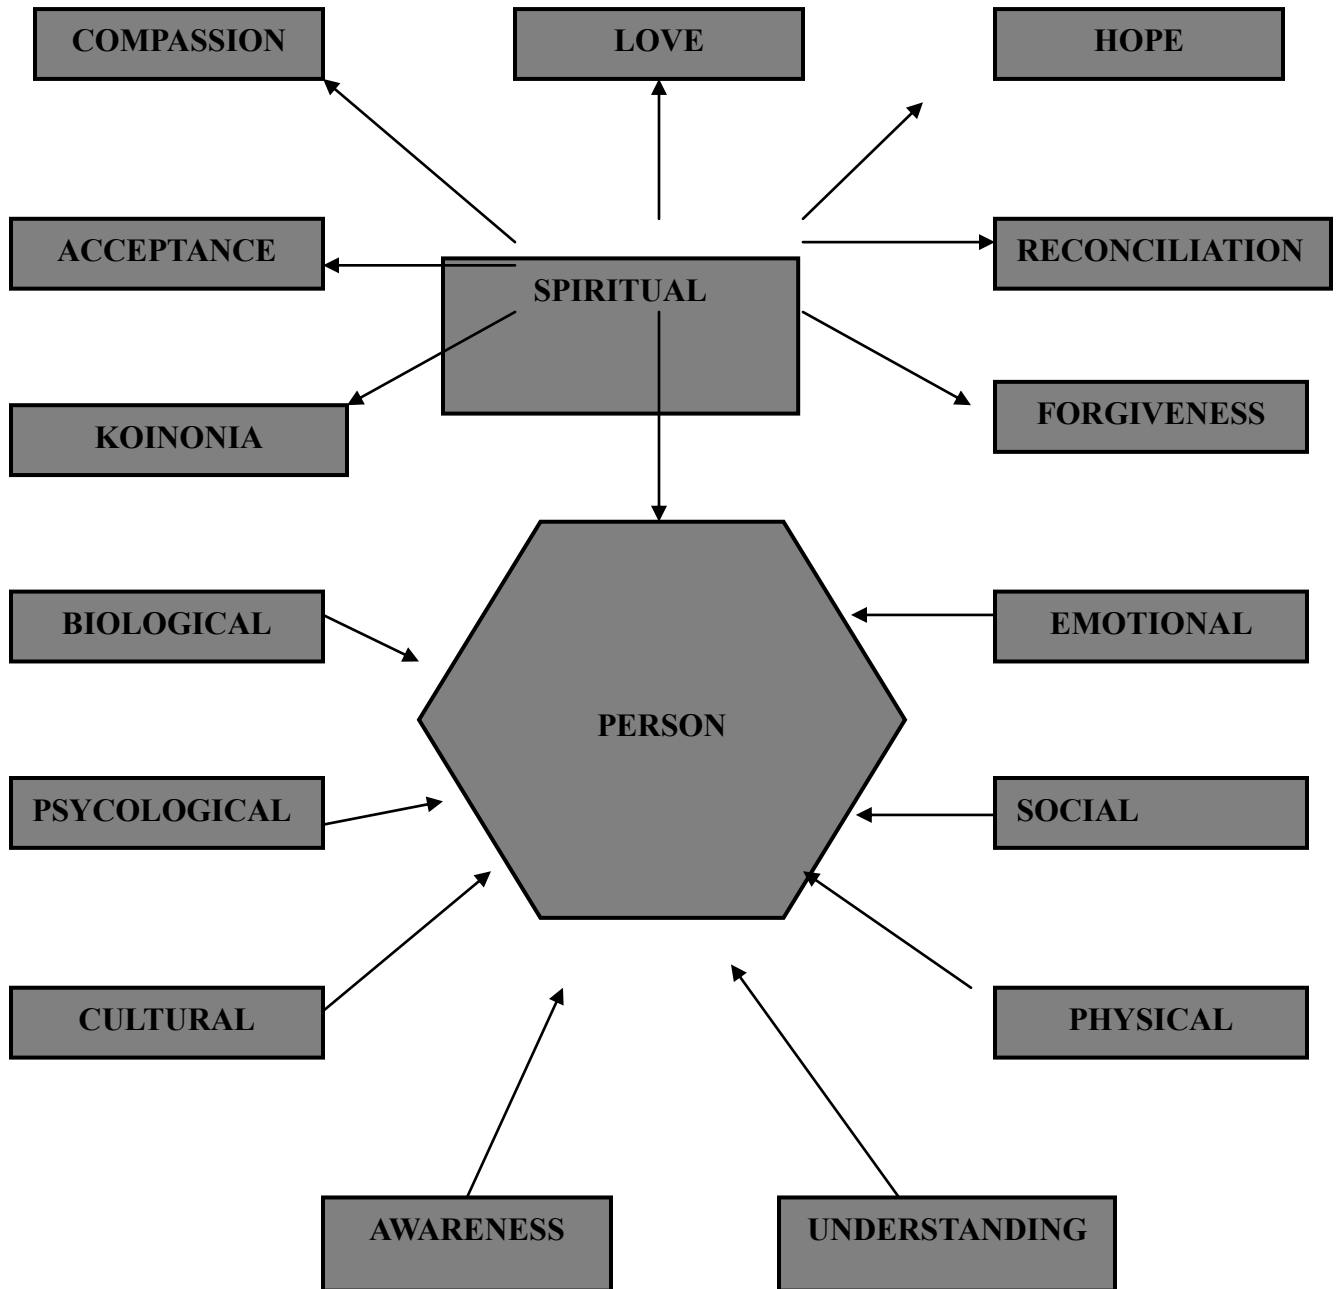 COMPASSION
LOVE
HOPE
ACCEPTANCE
RECONCILIATION
SPIRITUAL
KOINONIA
FORGIVENESS
BIOLOGICAL
EMOTIONAL
PERSON
PSYCOLOGICAL
SOCIAL
CULTURAL
PHYSICAL
AWARENESS
UNDERSTANDING